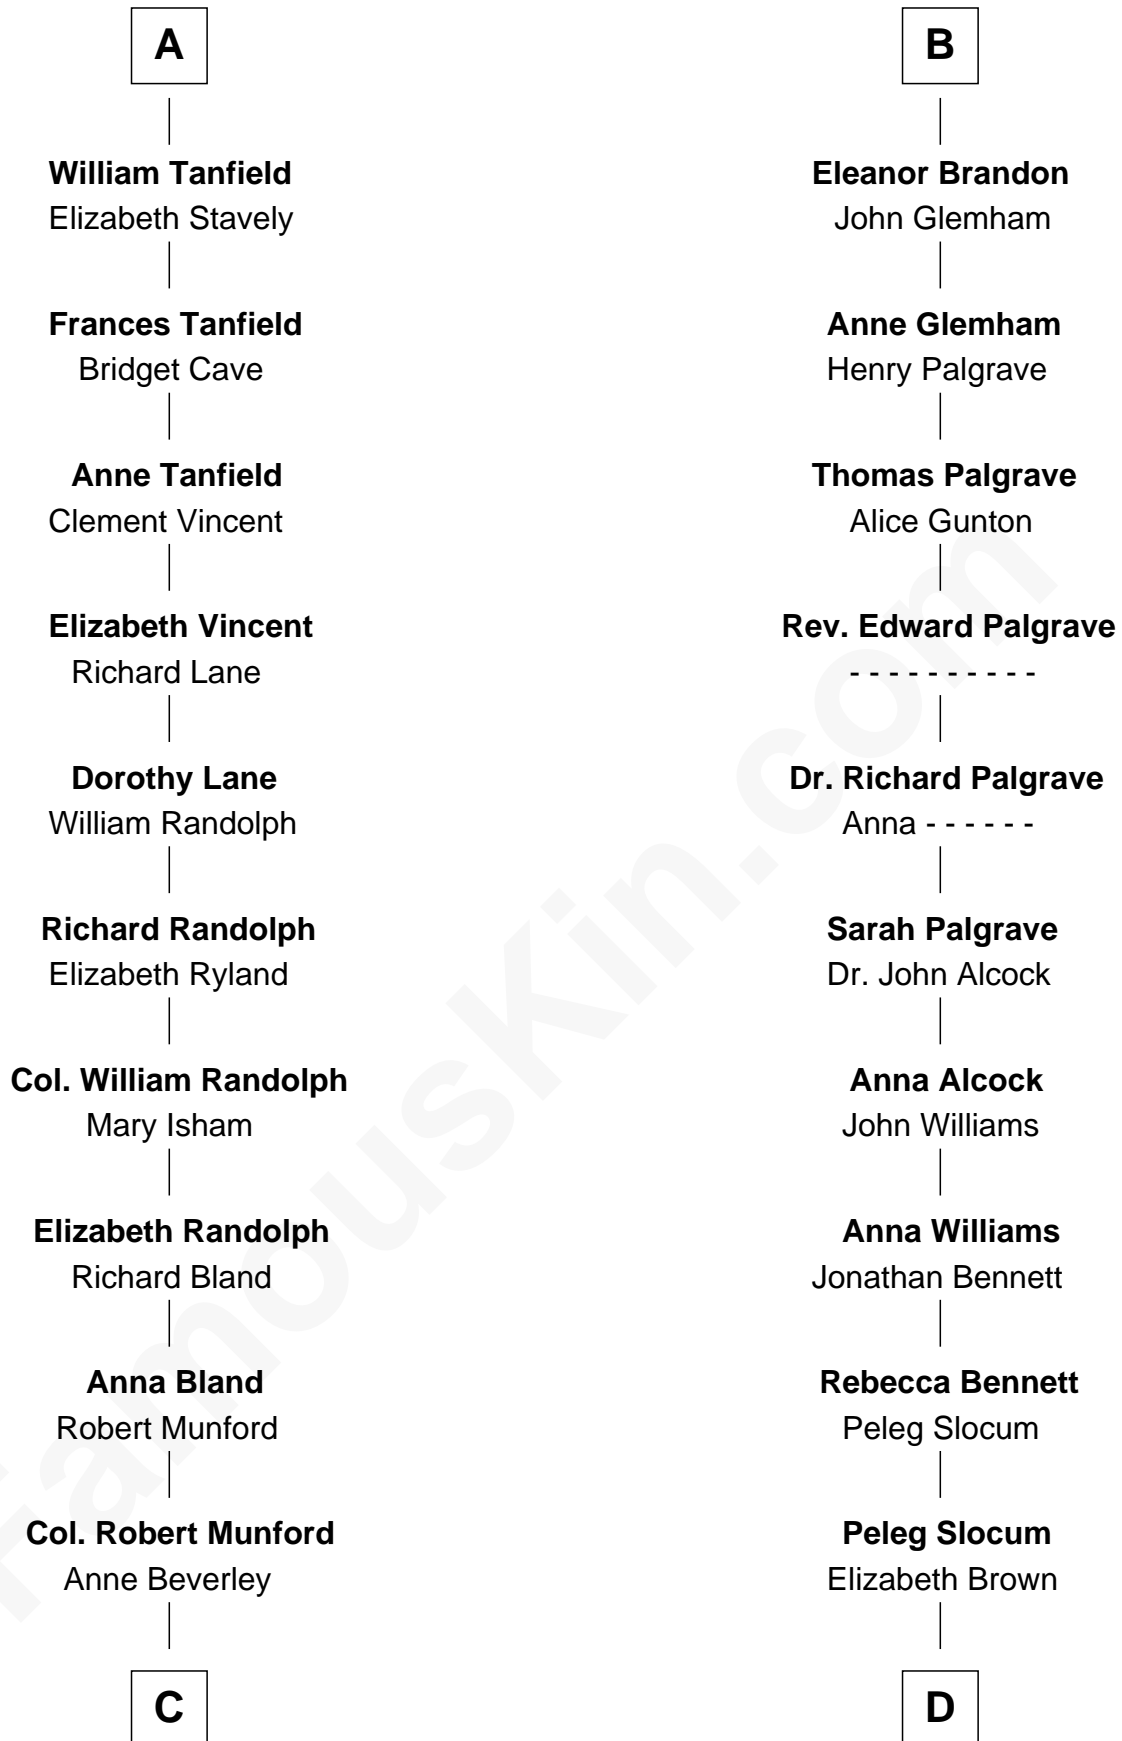 A
William Tanfield
Elizabeth Stavely
Frances Tanfield
Bridget Cave
Anne Tanfield
Clement Vincent
Elizabeth Vincent
Richard Lane
Dorothy Lane
William Randolph
Richard Randolph
Elizabeth Ryland
Col. William Randolph
Mary Isham
Elizabeth Randolph
Richard Bland
Anna Bland
Robert Munford
Col. Robert Munford
Anne Beverley
C
B
Eleanor Brandon
John Glemham
Anne Glemham
Henry Palgrave
Thomas Palgrave
Alice Gunton
Rev. Edward Palgrave
- - - - - - - - - -
Dr. Richard Palgrave
Anna - - - - - -
Sarah Palgrave
Dr. John Alcock
Anna Alcock
John Williams
Anna Williams
Jonathan Bennett
Rebecca Bennett
Peleg Slocum
Peleg Slocum
Elizabeth Brown
D
FamousKin.com